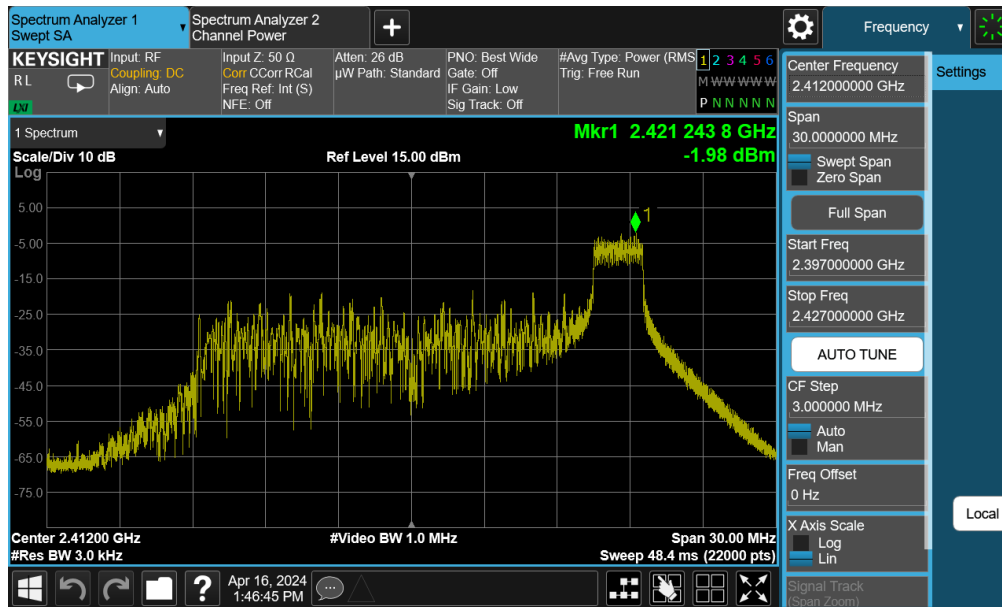 Spectrum Analyzer 1
Swept SA
Spectrum Analyzer 2
Channel Power
Frequency
KEYSIGHT
R L
LXI
Input: RF
Coupling: DC
Align: Auto
Input Z: 50 Ω
Corr CCorr RCal
Freq Ref: Int (S)
NFE: Off
Atten: 26 dB
µW Path: Standard
PNO: Best Wide
Gate: Off
IF Gain: Low
Sig Track: Off
#Avg Type: Power (RMS
Trig: Free Run
1 2 3 4 5 6
M W W W W W
P N N N N N
1 Spectrum
Scale/Div 10 dB
Log
Ref Level 15.00 dBm
Mkr1 2.421 243 8 GHz
-1.98 dBm
1
5.00
-5.00
-15.0
-25.0
-35.0
-45.0
-55.0
-65.0
-75.0
Center 2.41200 GHz
#Res BW 3.0 kHz
#Video BW 1.0 MHz
Span 30.00 MHz
Sweep 48.4 ms (22000 pts)
Center Frequency
2.412000000 GHz
Span
30.0000000 MHz
Swept Span
Zero Span
Full Span
Start Freq
2.397000000 GHz
Stop Freq
2.427000000 GHz
AUTO TUNE
CF Step
3.000000 MHz
Auto
Man
Freq Offset
0 Hz
X Axis Scale
Log
Lin
Signal Track
(Span Zoom)
Settings
Local
?
Apr 16, 2024
1:46:45 PM